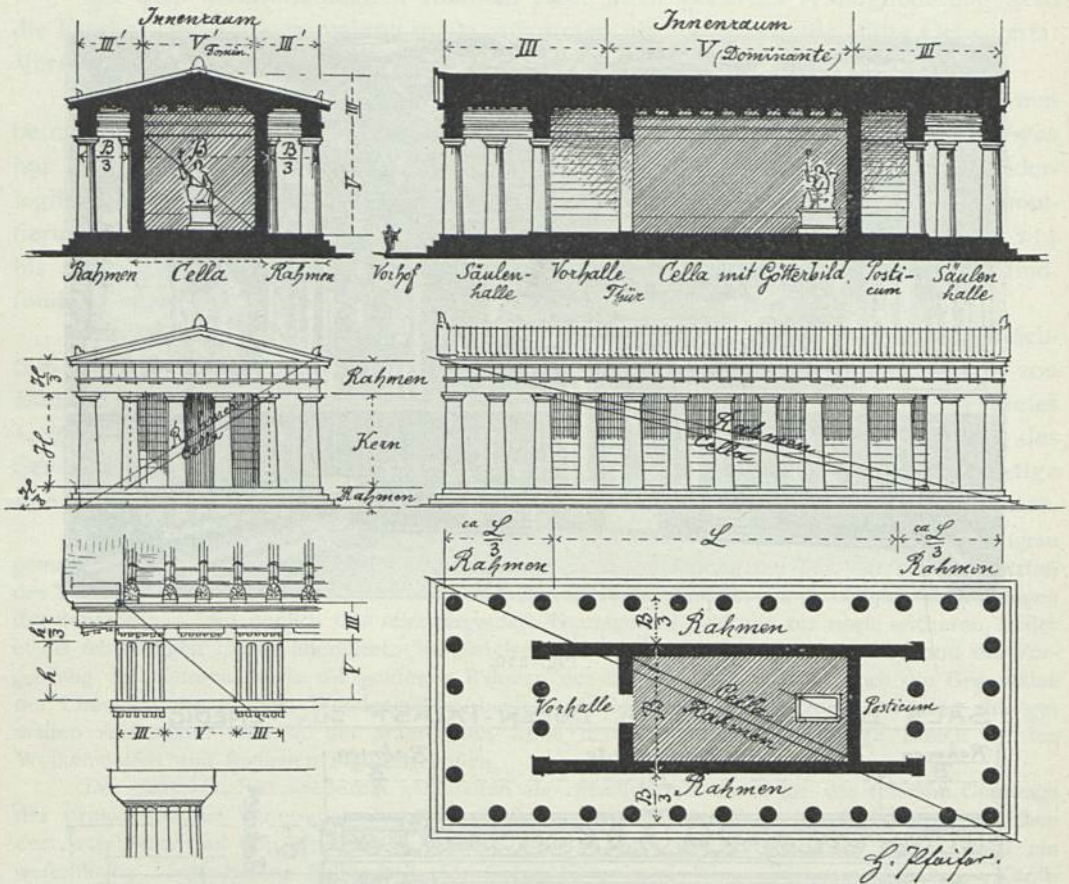 Innenraum
III' V' III'
Domin
B/3 B B/3
III
V
Rahmen Cella Rahmen
Innenraum
III V (Dominante) III
Vorhof Säulen- Vorhalle Cella mit Götterbild. Posti- Säulen
halle Thür cum halle
H/3
H
H/3
Rahmen
Cella
Rahmen
Kern
Rahmen
Rahmen
Cella
h/3
h
III
V
III V III
ca L/3 L ca L/3
Rahmen Rahmen
B/3 Rahmen
Vorhalle B Cella Posticum
Rahmen
B/3 Rahmen
H. Pfeifer.